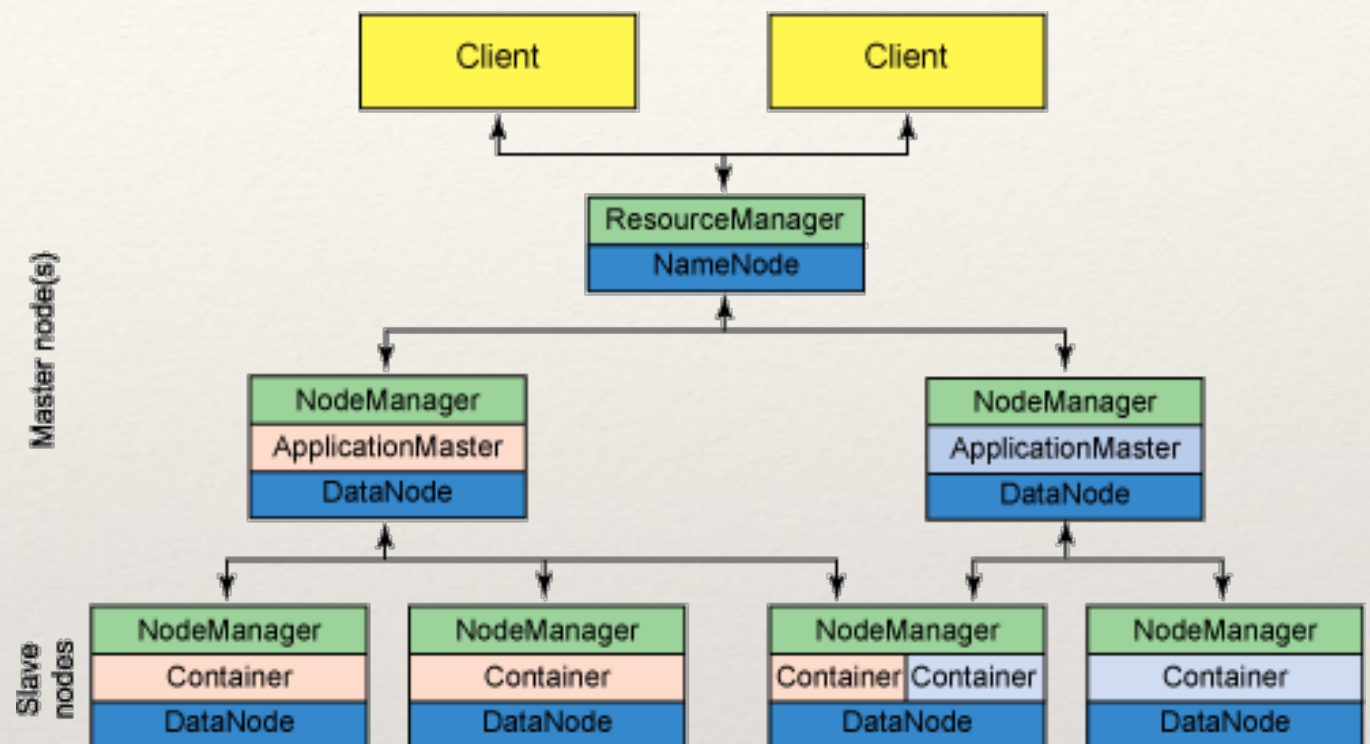 Client
Client
ResourceManager
NameNode
Master node(s)
NodeManager
ApplicationMaster
DataNode
NodeManager
ApplicationMaster
DataNode
Slave
nodes
NodeManager
Container
DataNode
NodeManager
Container
DataNode
NodeManager
Container Container
DataNode
NodeManager
Container
DataNode